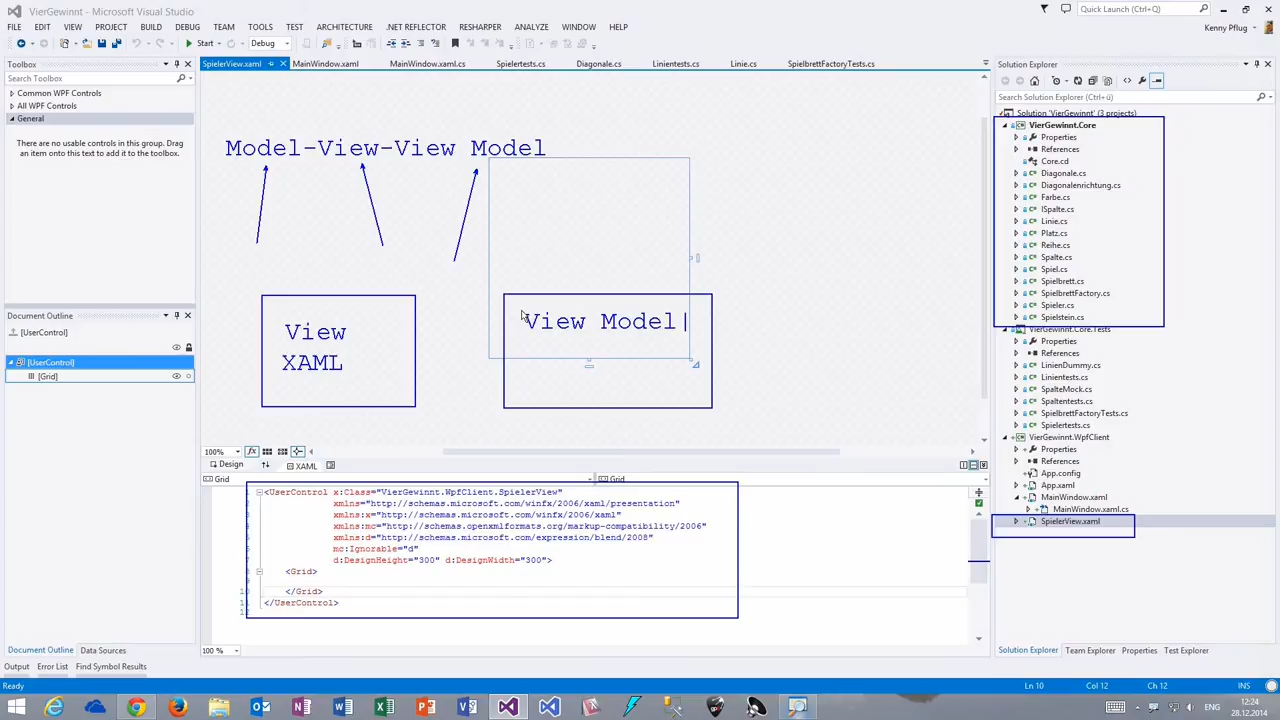 VierGewinnt - Microsoft Visual Studio
Quick Launch (Ctrl+Q)
FILE EDIT VIEW PROJECT BUILD DEBUG TEAM TOOLS TEST ARCHITECTURE .NET REFLECTOR RESHARPER ANALYZE WINDOW HELP
Kenny Pflug
Start
Debug
Toolbox
Search Toolbox
Common WPF Controls
All WPF Controls
General
There are no usable controls in this group. Drag
an item onto this text to add it to the toolbox.
Document Outline
[UserControl]
[UserControl]
[Grid]
Document Outline Data Sources
Output Error List Find Symbol Results
SpielerView.xaml MainWindow.xaml MainWindow.xaml.cs Spielertests.cs Diagonale.cs Linientests.cs Linie.cs SpielbrettFactoryTests.cs
Model-View-View Model
View
XAML
View Model
100%
Design XAML
Grid Grid
<UserControl x:Class="VierGewinnt.WpfClient.SpielerView"
xmlns="http://schemas.microsoft.com/winfx/2006/xaml/presentation"
xmlns:x="http://schemas.microsoft.com/winfx/2006/xaml"
xmlns:mc="http://schemas.openxmlformats.org/markup-compatibility/2006"
xmlns:d="http://schemas.microsoft.com/expression/blend/2008"
mc:Ignorable="d"
d:DesignHeight="300" d:DesignWidth="300">
<Grid>
</Grid>
</UserControl>
100 %
Solution Explorer
Search Solution Explorer (Ctrl+ü)
Solution 'VierGewinnt' (3 projects)
VierGewinnt.Core
Properties
References
Core.cd
Diagonale.cs
Diagonalenrichtung.cs
Farbe.cs
ISpalte.cs
Linie.cs
Platz.cs
Reihe.cs
Spalte.cs
Spiel.cs
Spielbrett.cs
SpielbrettFactory.cs
Spieler.cs
Spielstein.cs
VierGewinnt.Core.Tests
Properties
References
LinienDummy.cs
Linientests.cs
SpalteMock.cs
Spaltentests.cs
SpielbrettFactoryTests.cs
Spielertests.cs
VierGewinnt.WpfClient
Properties
References
App.config
App.xaml
MainWindow.xaml
MainWindow.xaml.cs
SpielerView.xaml
Solution Explorer Team Explorer Properties Test Explorer
Ready
Ln 10 Col 12 Ch 12 INS
ENG
12:24
28.12.2014